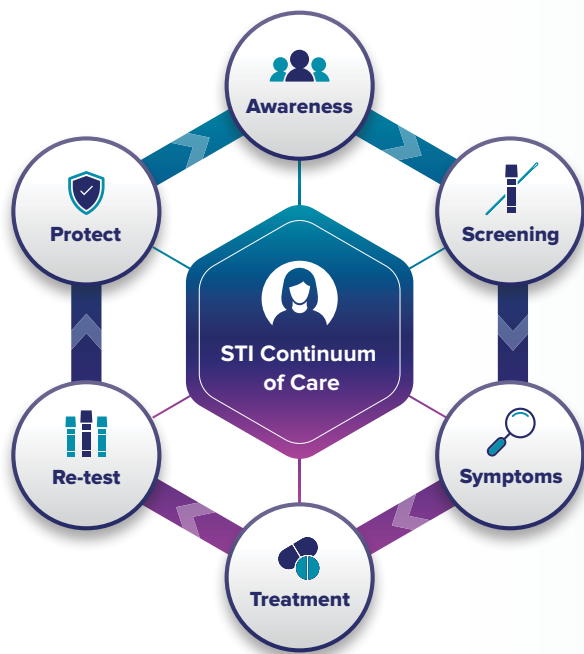 Awareness
Protect
Screening
STI Continuum
of Care
Re-test
Symptoms
Treatment